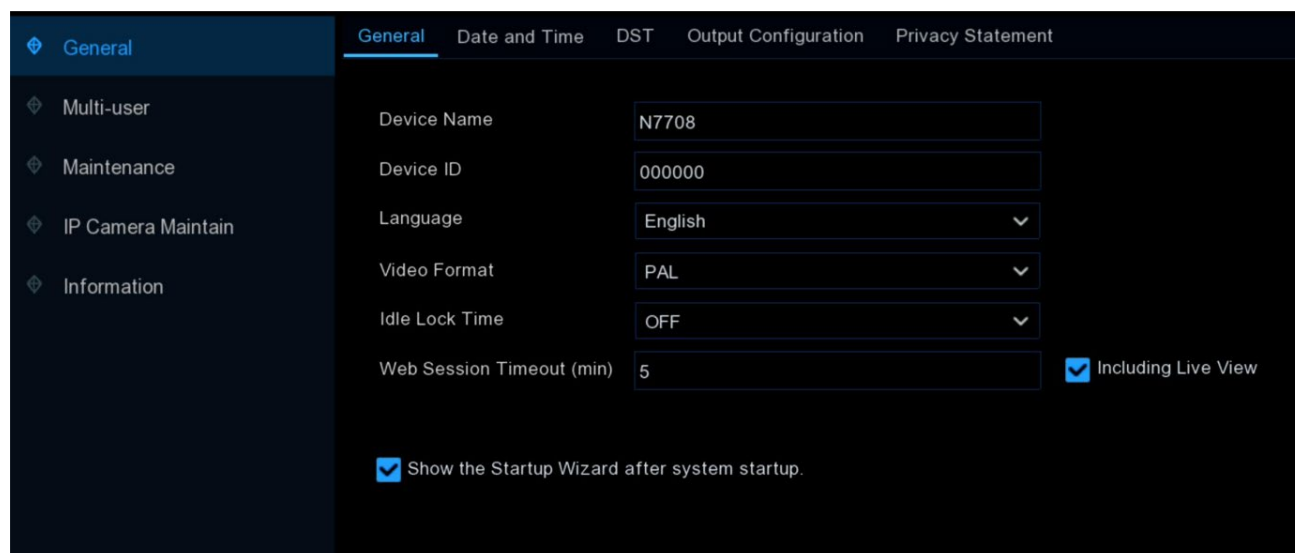 General
Multi-user
Maintenance
IP Camera Maintain
Information
General Date and Time DST Output Configuration Privacy Statement
Device Name N7708
Device ID 000000
Language English
Video Format PAL
Idle Lock Time OFF
Web Session Timeout (min) 5 Including Live View
Show the Startup Wizard after system startup.